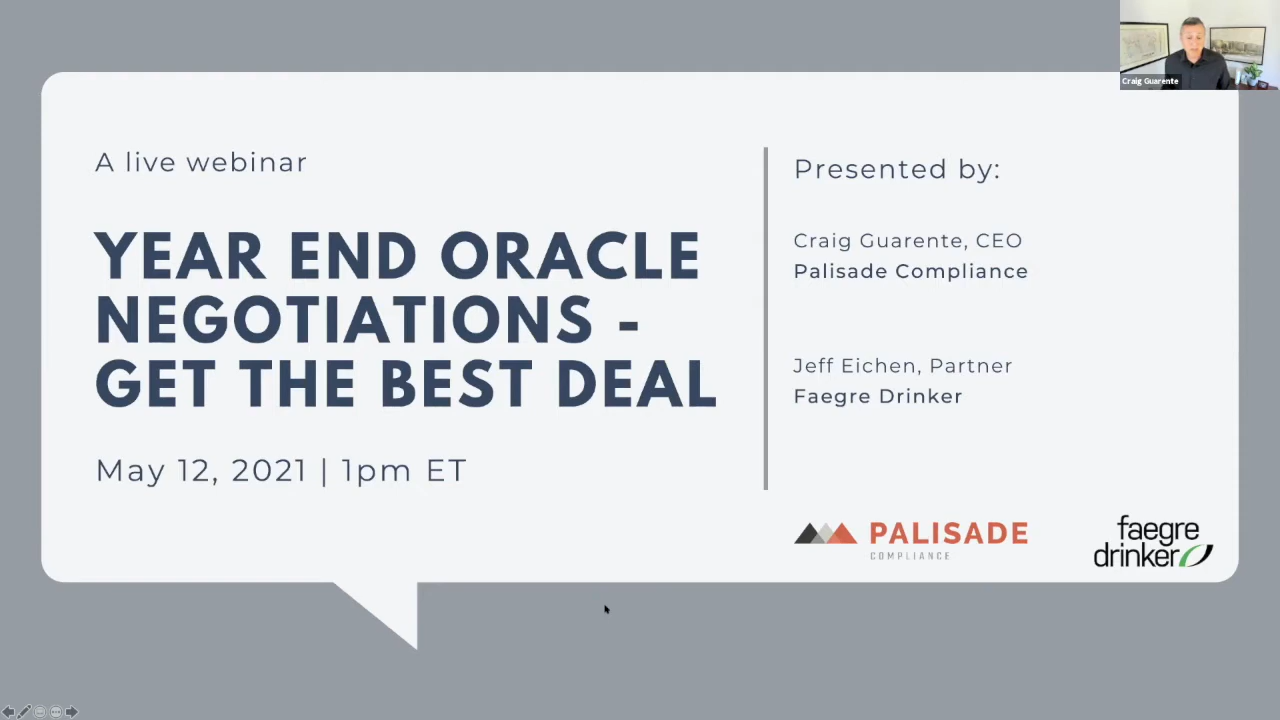 Craig Guarente
A live webinar
YEAR END ORACLE
NEGOTIATIONS -
GET THE BEST DEAL
May 12, 2021 | 1pm ET
Presented by:
Craig Guarente, CEO
Palisade Compliance
Jeff Eichen, Partner
Faegre Drinker
PALISADE
COMPLIANCE
faegre
drinker